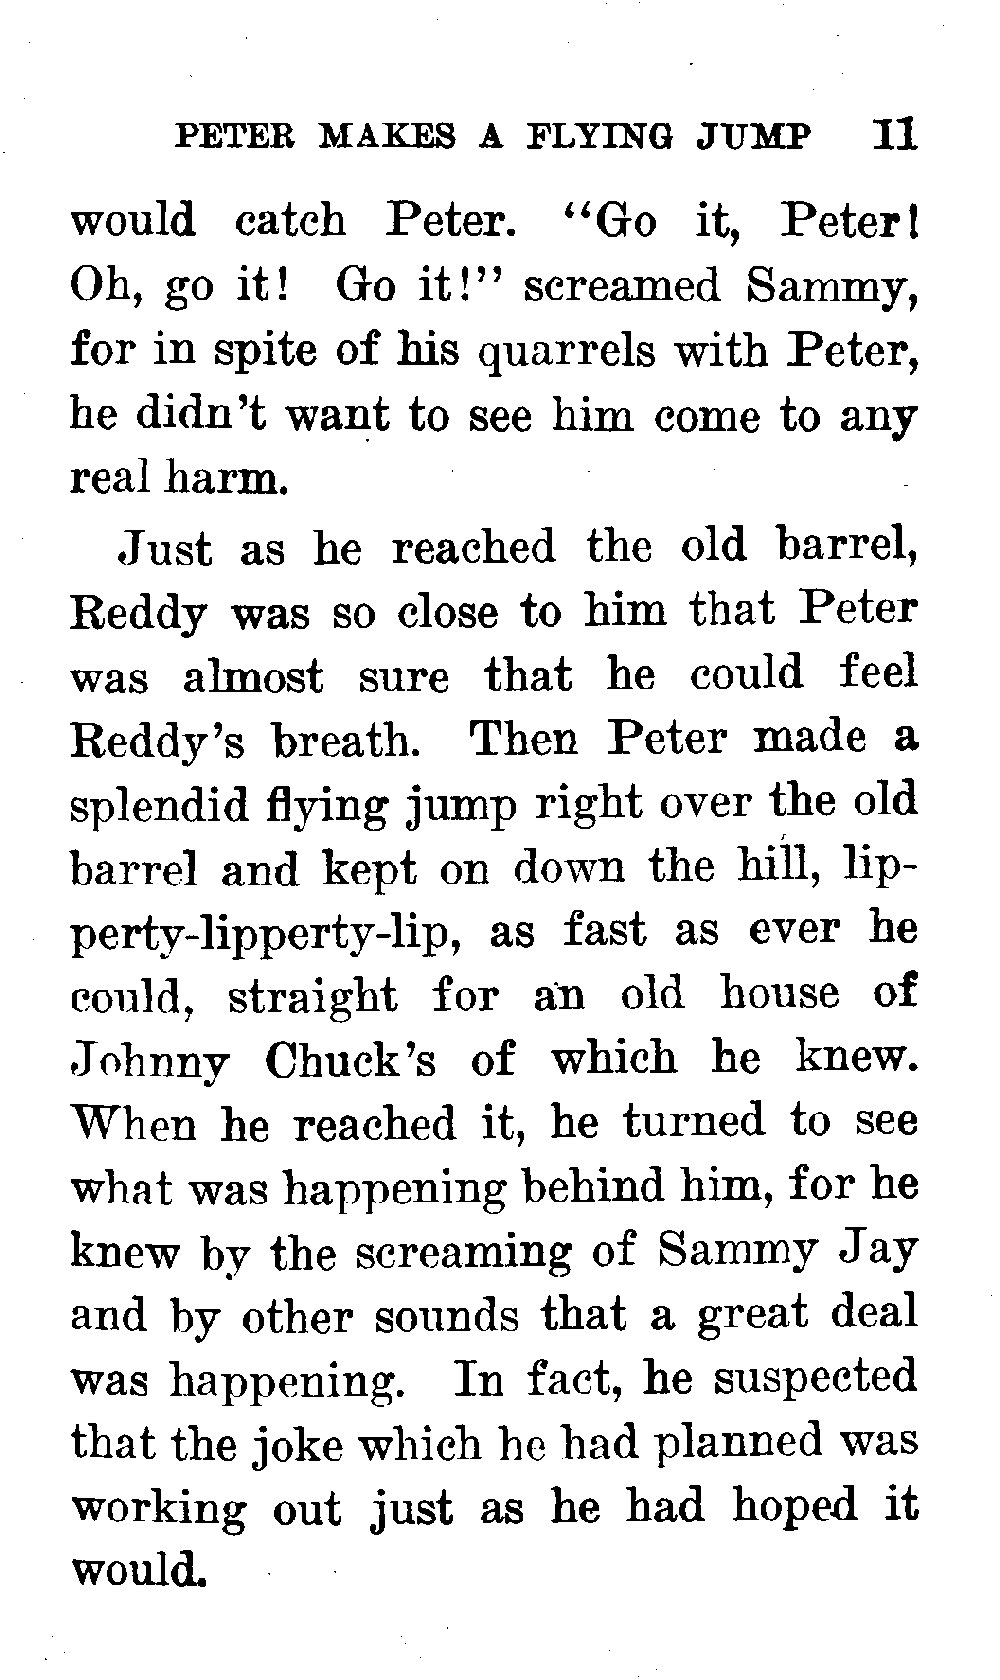 PETER MAKES A FLYING JUMP 11
would catch Peter. "Go it, Peter!
Oh, go it! Go it!" screamed Sammy,
for in spite of his quarrels with Peter,
he didn't want to see him come to any
real harm.
Just as he reached the old barrel,
Reddy was so close to him that Peter
was almost sure that he could feel
Reddy's breath. Then Peter made a
splendid flying jump right over the old
barrel and kept on down the hill, lip-
perty-lipperty-lip, as fast as ever he
could, straight for an old house of
Johnny Chuck's of which he knew.
When he reached it, he turned to see
what was happening behind him, for he
knew by the screaming of Sammy Jay
and by other sounds that a great deal
was happening. In fact, he suspected
that the joke which he had planned was
working out just as he had hoped it
would.